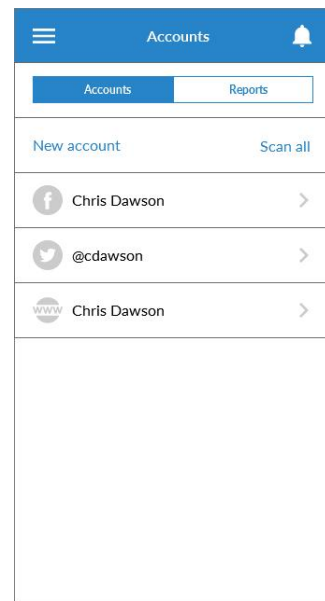 Accounts
Accounts Reports
New account Scan all
f Chris Dawson
@cdawson
www Chris Dawson